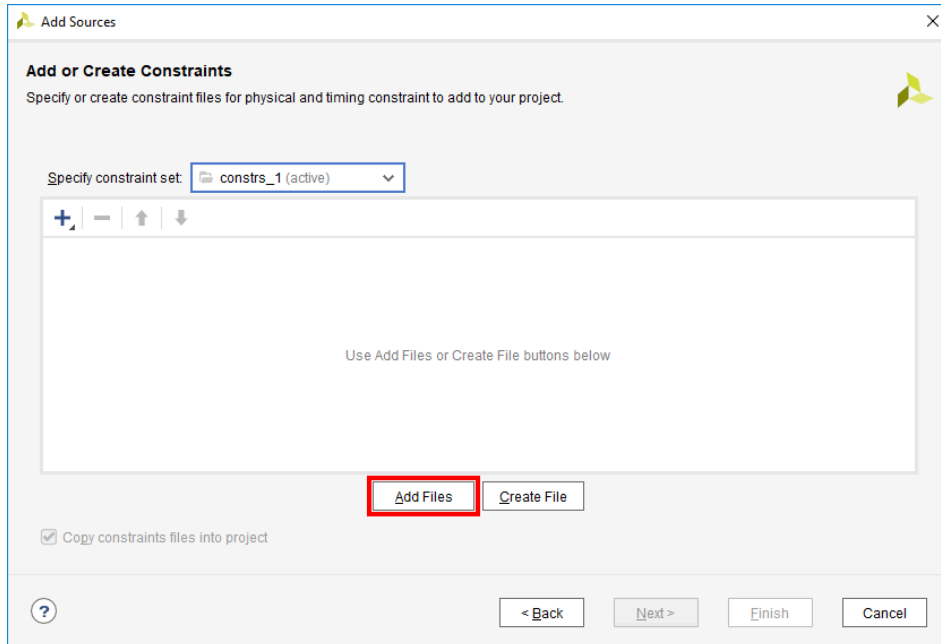 Add Sources
Add or Create Constraints
Specify or create constraint files for physical and timing constraint to add to your project.
Specify constraint set: constrs_1 (active)
Use Add Files or Create File buttons below
Add Files Create File
Copy constraints files into project
? < Back Next > Finish Cancel